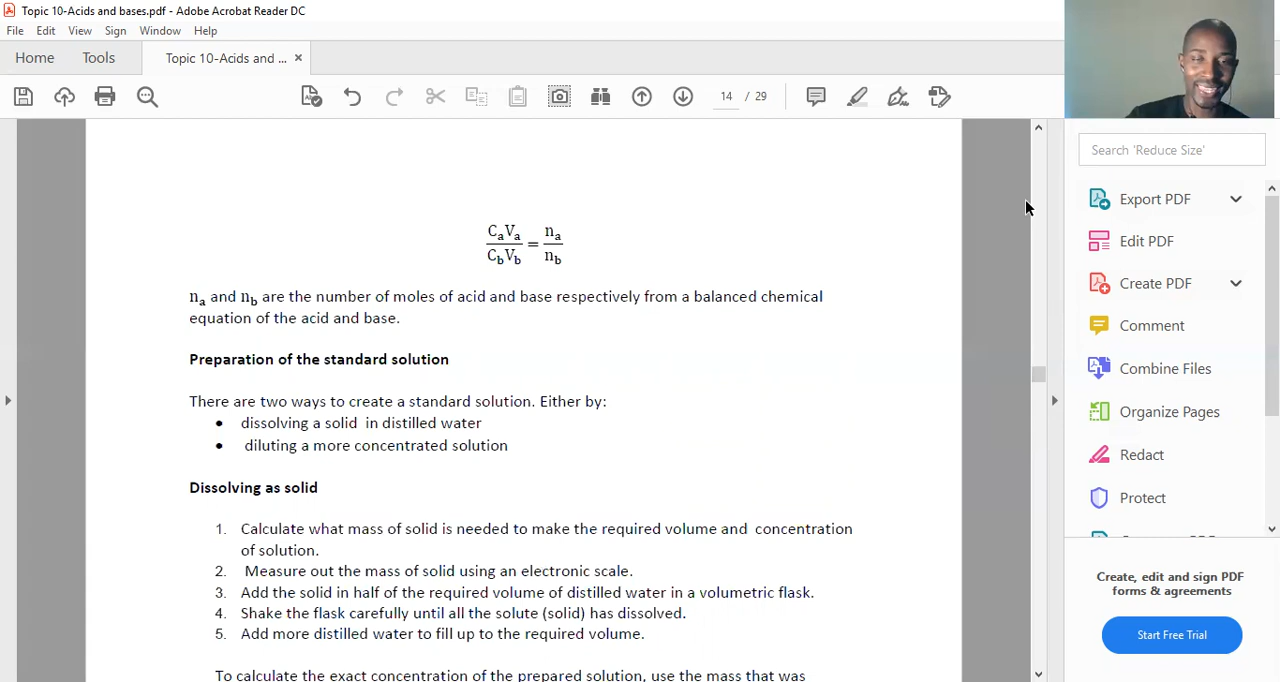 Topic 10-Acids and bases.pdf - Adobe Acrobat Reader DC
File Edit View Sign Window Help
Home Tools Topic 10-Acids and ... ×
14 / 29
Search 'Reduce Size'
Export PDF
Edit PDF
Create PDF
Comment
Combine Files
Organize Pages
Redact
Protect
Create, edit and sign PDF
forms & agreements
Start Free Trial
CaVa / CbVb = na / nb
na and nb are the number of moles of acid and base respectively from a balanced chemical
equation of the acid and base.
Preparation of the standard solution
There are two ways to create a standard solution. Either by:
• dissolving a solid in distilled water
• diluting a more concentrated solution
Dissolving as solid
1. Calculate what mass of solid is needed to make the required volume and concentration
of solution.
2. Measure out the mass of solid using an electronic scale.
3. Add the solid in half of the required volume of distilled water in a volumetric flask.
4. Shake the flask carefully until all the solute (solid) has dissolved.
5. Add more distilled water to fill up to the required volume.
To calculate the exact concentration of the prepared solution, use the mass that was